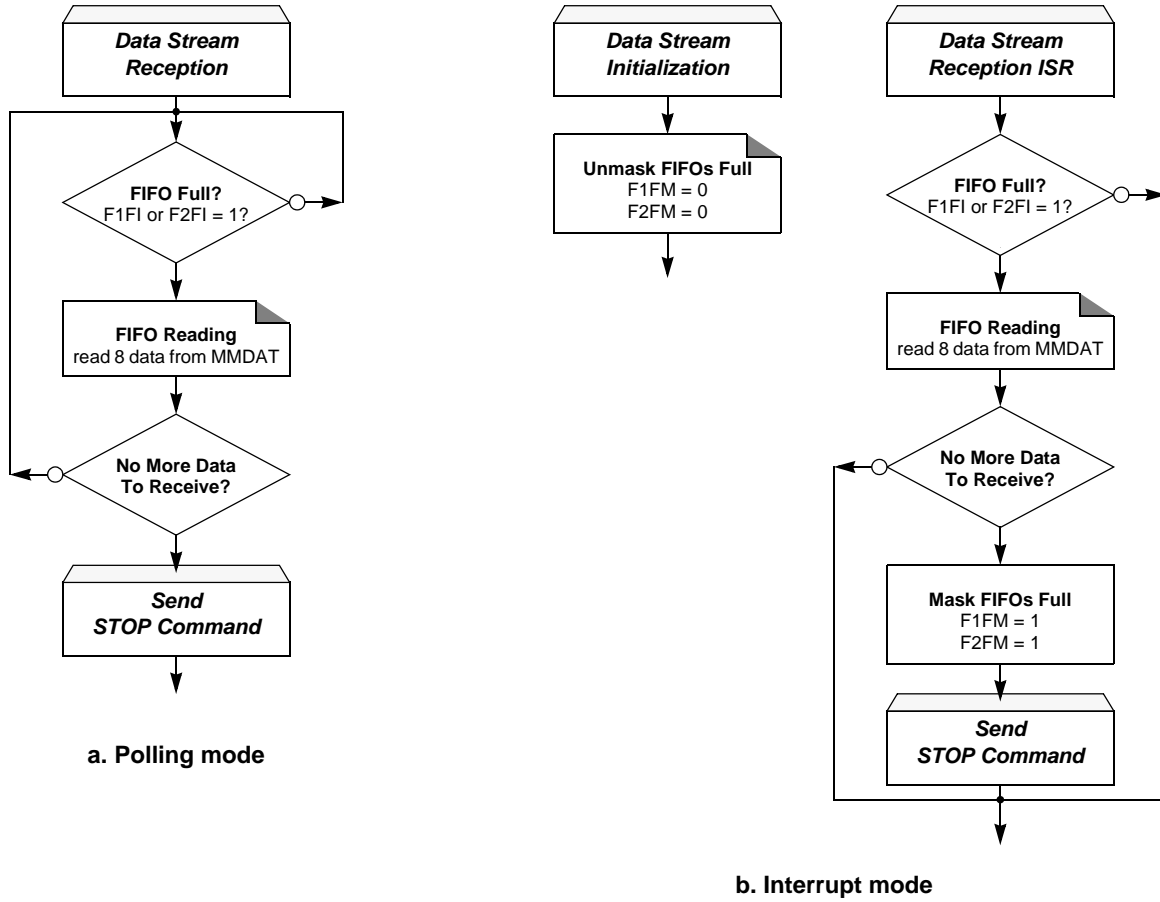 Data Stream
Reception
FIFO Full?
F1FI or F2FI = 1?
FIFO Reading
read 8 data from MMDAT
No More Data
To Receive?
Send
STOP Command
a. Polling mode
Data Stream
Initialization
Unmask FIFOs Full
F1FM = 0
F2FM = 0
Data Stream
Reception ISR
FIFO Full?
F1FI or F2FI = 1?
FIFO Reading
read 8 data from MMDAT
No More Data
To Receive?
Mask FIFOs Full
F1FM = 1
F2FM = 1
Send
STOP Command
b. Interrupt mode